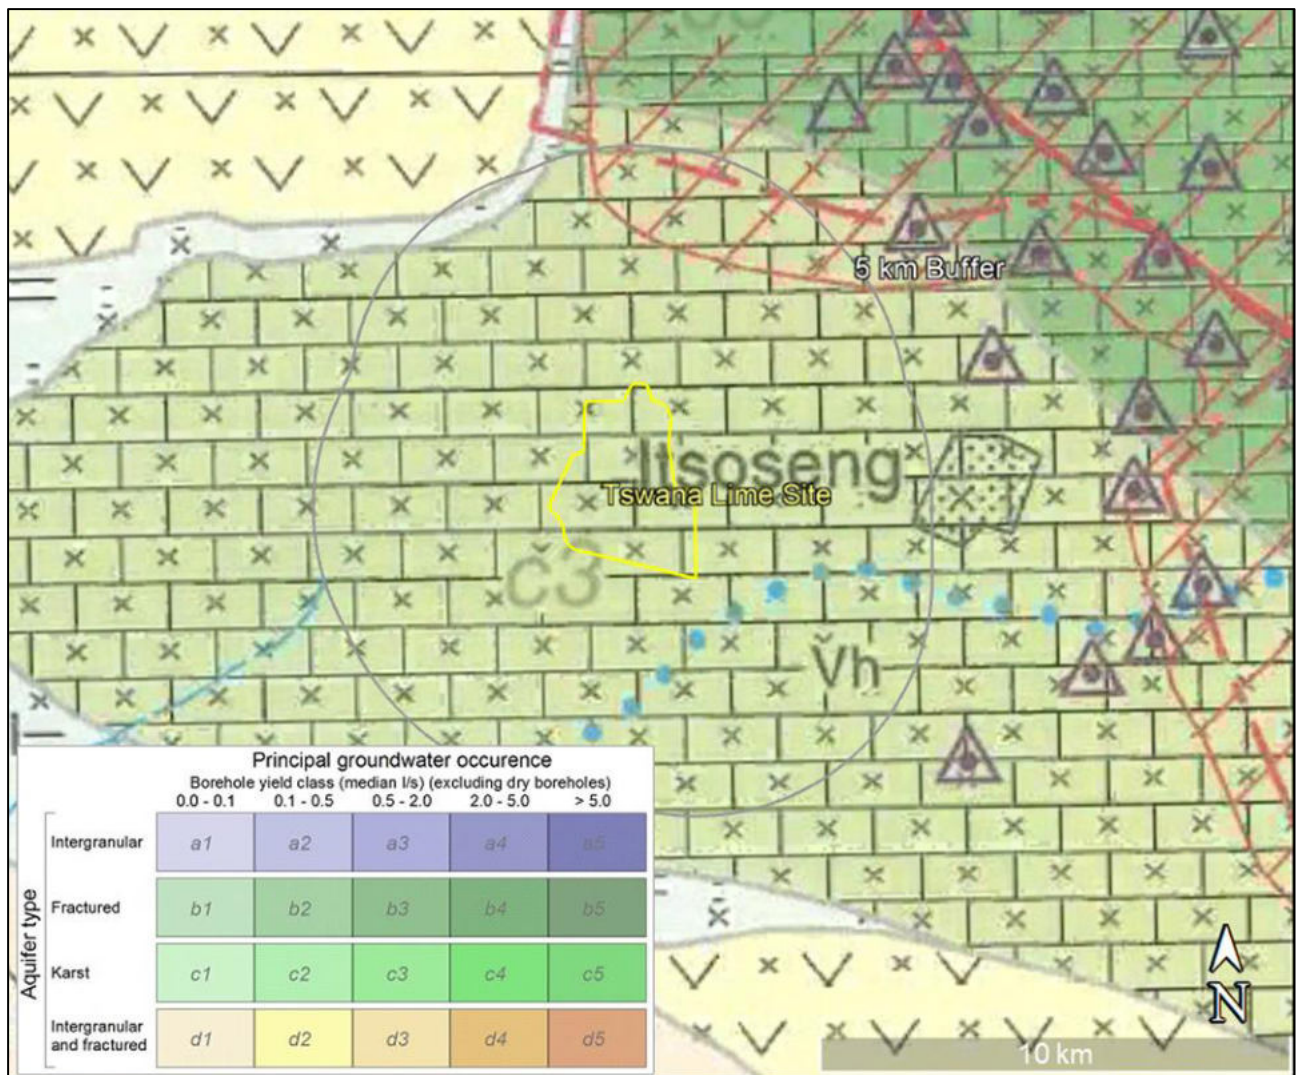 5 km Buffer
Itsoseng
Tswana Lime Site
c3
V̌h
Principal groundwater occurence
Borehole yield class (median l/s) (excluding dry boreholes)
0.0 - 0.1 0.1 - 0.5 0.5 - 2.0 2.0 - 5.0 > 5.0
Aquifer type
Intergranular a1 a2 a3 a4 a5
Fractured b1 b2 b3 b4 b5
Karst c1 c2 c3 c4 c5
Intergranular
and fractured d1 d2 d3 d4 d5
N
10 km